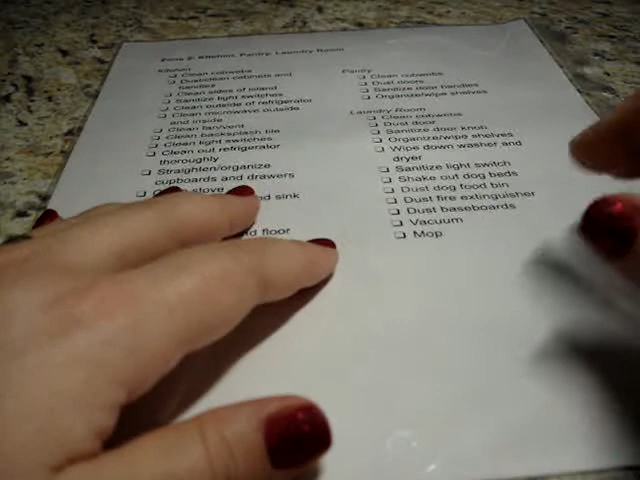 Zone 2: Kitchen, Pantry, Laundry Room
Kitchen
Clean cobwebs
Dust/clean cabinets and
handles
Clean sides of island
Sanitize light switches
Clean outside of refrigerator
Clean microwave outside
and inside
Clean fan/vent
Clean backsplash tile
Clean light switches
Clean out refrigerator
thoroughly
Straighten/organize
cupboards and drawers
stove
sink
floor
Pantry
Clean cobwebs
Dust doors
Sanitize door handles
Organize/wipe shelves
Laundry Room
Clean cobwebs
Dust door
Sanitize door knob
Organize/wipe shelves
Wipe down washer and
dryer
Sanitize light switch
Shake out dog beds
Dust dog food bin
Dust fire extinguisher
Dust baseboards
Vacuum
Mop